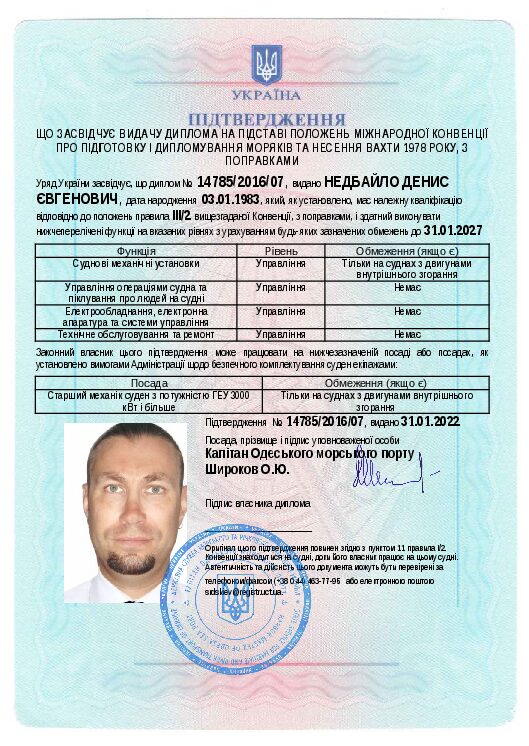 УКРАЇНА
ПІДТВЕРДЖЕННЯ
ЩО ЗАСВІДЧУЄ ВИДАЧУ ДИПЛОМА НА ПІДСТАВІ ПОЛОЖЕНЬ МІЖНАРОДНОЇ КОНВЕНЦІЇ
ПРО ПІДГОТОВКУ І ДИПЛОМУВАННЯ МОРЯКІВ ТА НЕСЕННЯ ВАХТИ 1978 РОКУ, З
ПОПРАВКАМИ
Уряд України засвідчує, що диплом № 14785/2016/07, видано НЕДБАЙЛО ДЕНИС
ЄВГЕНОВИЧ, дата народження 03.01.1983, який, як установлено, має належну кваліфікацію
відповідно до положень правила III/2 вищезгаданої Конвенції, з поправками, і здатний виконувати
нижчеперелічені функції на вказаних рівнях з урахуванням будь-яких зазначених обмежень до 31.01.2027
Функція Рівень Обмеження (якщо є)
Суднові механічні установки Управління Тільки на суднах з двигунами
внутрішнього згорання
Управління операціями судна та Управління Немає
піклування про людей на судні
Електрообладнання, електронна Управління Немає
апаратура та системи управління
Технічне обслуговування та ремонт Управління Немає
Законний власник цього підтвердження може працювати на нижчезазначеній посаді або посадах, як
установлено вимогами Адміністрації щодо безпечного комплектування суден екіпажами:
Посада Обмеження (якщо є)
Старший механік суден з потужністю ГЕУ 3000 Тільки на суднах з двигунами внутрішнього
кВт і більше згорання
Підтвердження № 14785/2016/07, видано 31.01.2022
Посада, прізвище і підпис уповноваженої особи
Капітан Одеського морського порту
Широков О.Ю.
Підпис власника диплома
Оригінал цього підтвердження повинен згідно з пунктом 11 правила I/2
Конвенції знаходитися на судні, доки його власник працює на цьому судні.
Автентичність та дійсність цього документа можуть бути перевірені за
телефоном/факсом (+38 044) 463-77-96 або електронною поштою